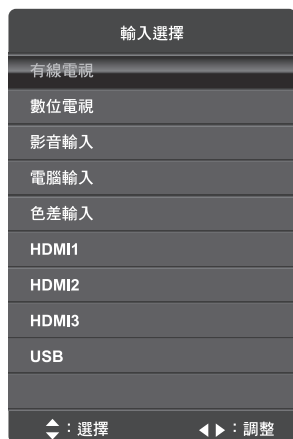 輸入選擇
有線電視
數位電視
影音輸入
電腦輸入
色差輸入
HDMI1
HDMI2
HDMI3
USB
：選擇 ：調整